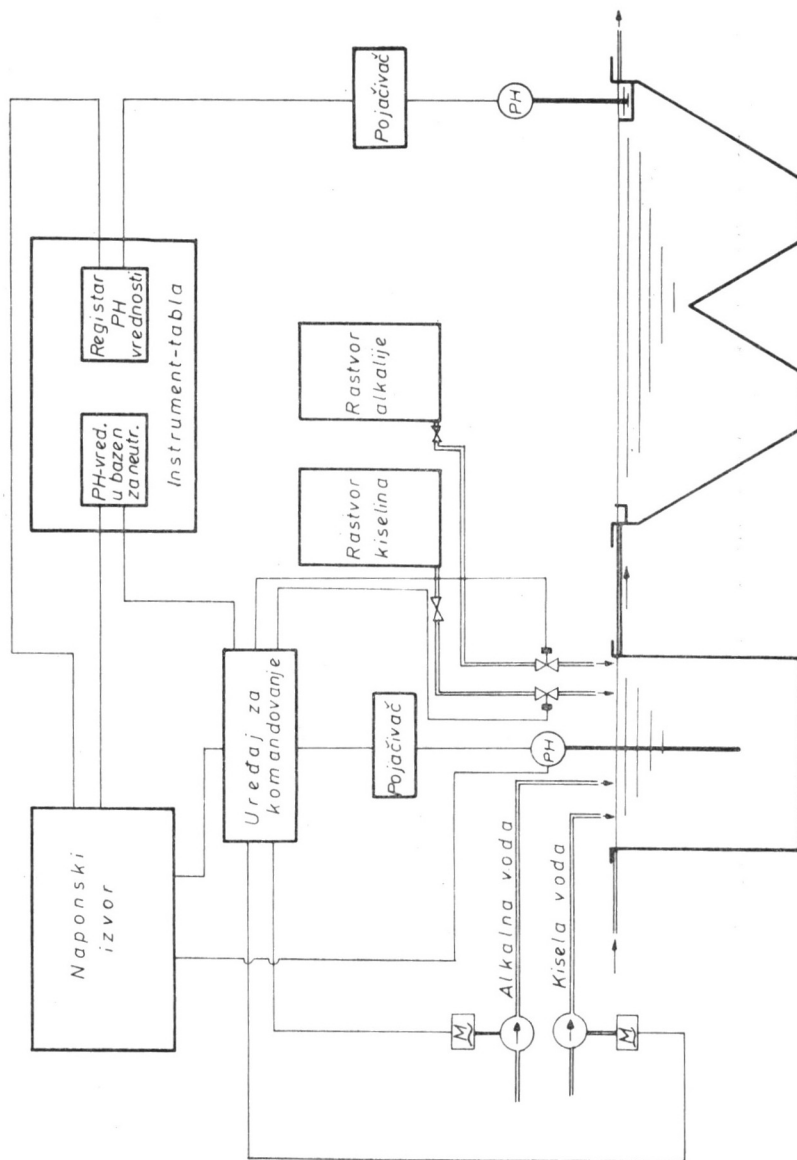 Naponski
izvor
PH-vred.
u bazen
za neutr.
Registar
PH
vrednosti
Instrument-tabla
Uređaj za
komandovanje
Rastvor
kiselina
Rastvor
alkalije
Pojačivač
Pojačivač
PH
PH
M
Alkalna voda
Kisela voda
M